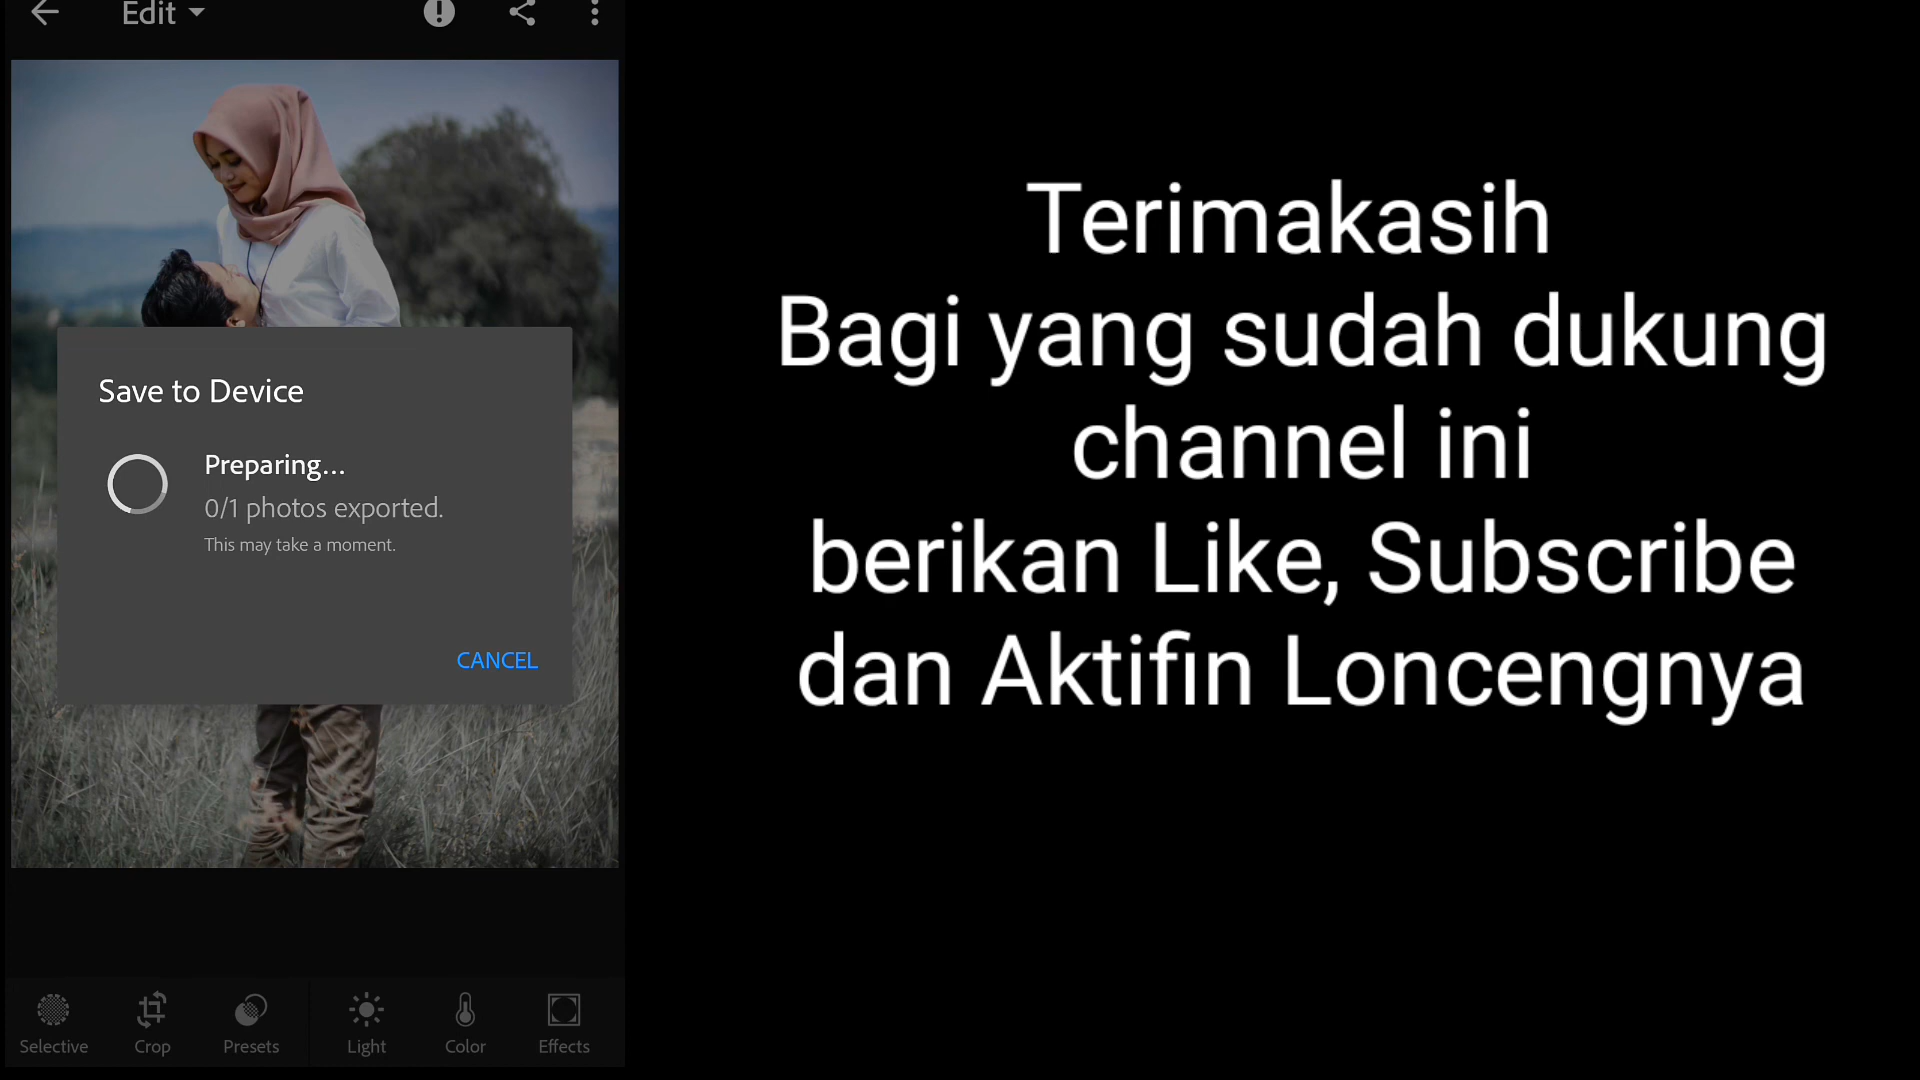 Edit
Save to Device
Preparing...
0/1 photos exported.
This may take a moment.
CANCEL
Selective Crop Presets Light Color Effects
Terimakasih
Bagi yang sudah dukung
channel ini
berikan Like, Subscribe
dan Aktifin Loncengnya